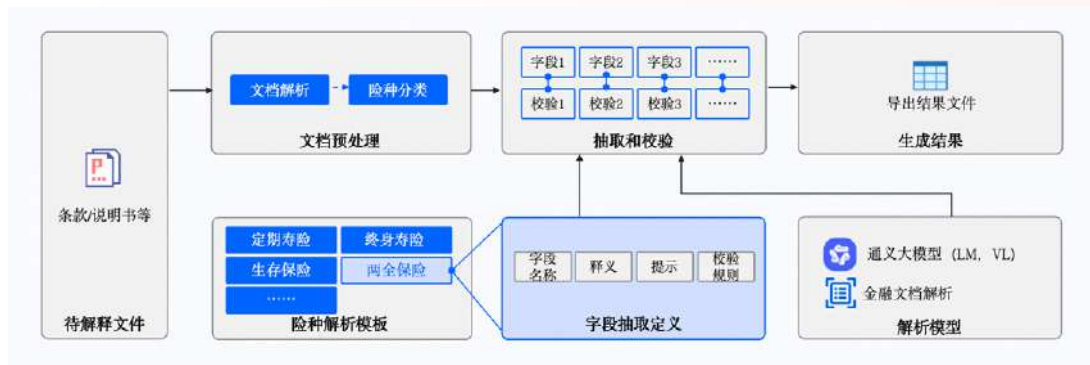 条款/说明书等
待解释文件
文档解析
险种分类
文档预处理
字段1
字段2
字段3
……
校验1
校验2
校验3
……
抽取和校验
导出结果文件
生成结果
定期寿险
终身寿险
生存保险
两全保险
……
险种解析模板
字段
名称
释义
提示
校验
规则
字段抽取定义
通义大模型（LM，VL）
金融文档解析
解析模型